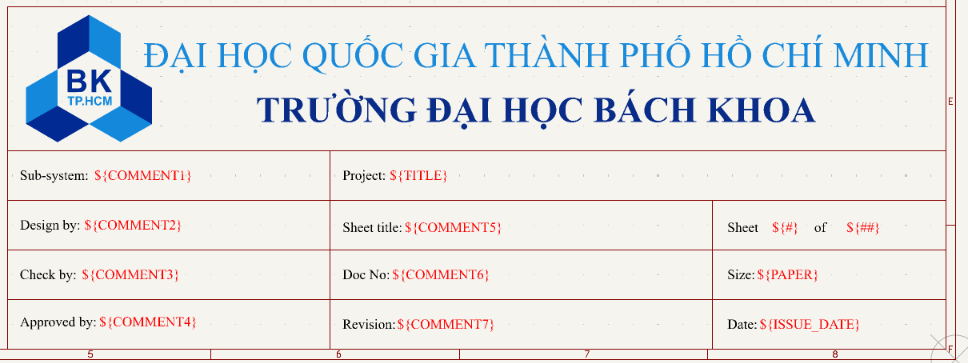 ĐẠI HỌC QUỐC GIA THÀNH PHỐ HỒ CHÍ MINH
BK
TP.HCM
TRƯỜNG ĐẠI HỌC BÁCH KHOA
E
Sub-system: ${COMMENT1}
Project: ${TITLE}
Design by: ${COMMENT2}
Sheet title: ${COMMENT5}
Sheet ${#} of ${##}
Check by: ${COMMENT3}
Doc No: ${COMMENT6}
Size: ${PAPER}
Approved by: ${COMMENT4}
Revision: ${COMMENT7}
Date: ${ISSUE_DATE}
5 6 7 8
F